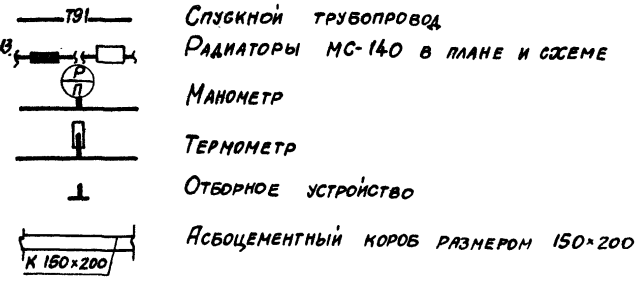 Т91 Спускной трубопровод
В. Радиаторы МС-140 в плане и схеме
Р
П
Манометр
Термометр
Отборное устройство
Асбоцементный короб размером 150×200
К 150×200